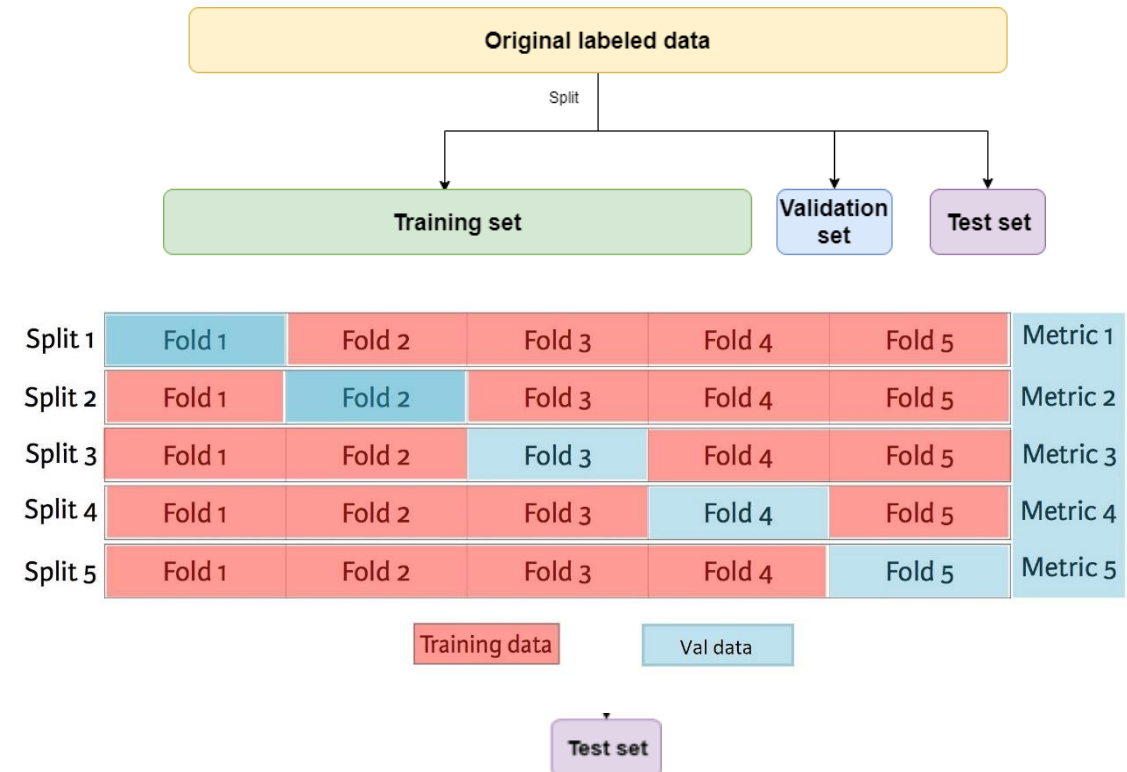 Original labeled data
Split
Training set
Validation
set
Test set
Split 1 Fold 1 Fold 2 Fold 3 Fold 4 Fold 5 Metric 1
Split 2 Fold 1 Fold 2 Fold 3 Fold 4 Fold 5 Metric 2
Split 3 Fold 1 Fold 2 Fold 3 Fold 4 Fold 5 Metric 3
Split 4 Fold 1 Fold 2 Fold 3 Fold 4 Fold 5 Metric 4
Split 5 Fold 1 Fold 2 Fold 3 Fold 4 Fold 5 Metric 5
Training data Val data
Test set